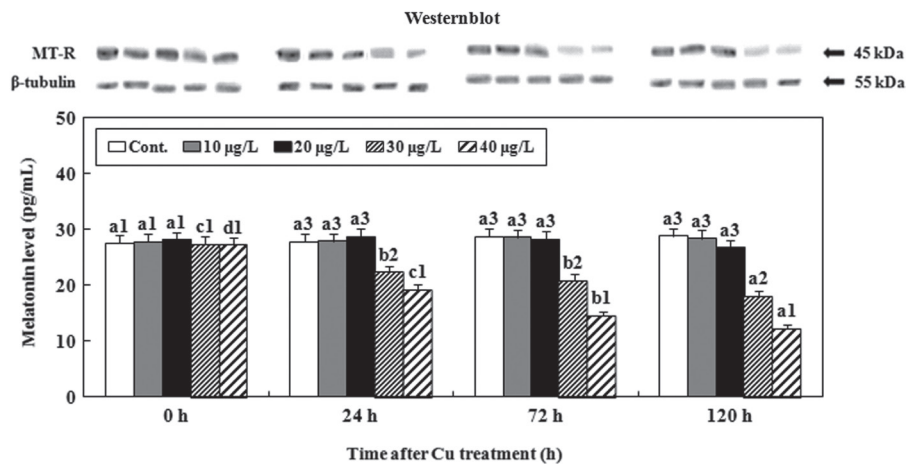 Westernblot
MT-R 45 kDa
β-tubulin 55 kDa
50
Cont. 10 µg/L 20 µg/L 30 µg/L 40 µg/L
40
30
20
10
0
Melatonin level (pg/mL)
a1 a1 a1 c1 d1 a3 a3 a3 b2 c1 a3 a3 a3 b2 b1 a3 a3 a3 a2 a1
0 h 24 h 72 h 120 h
Time after Cu treatment (h)